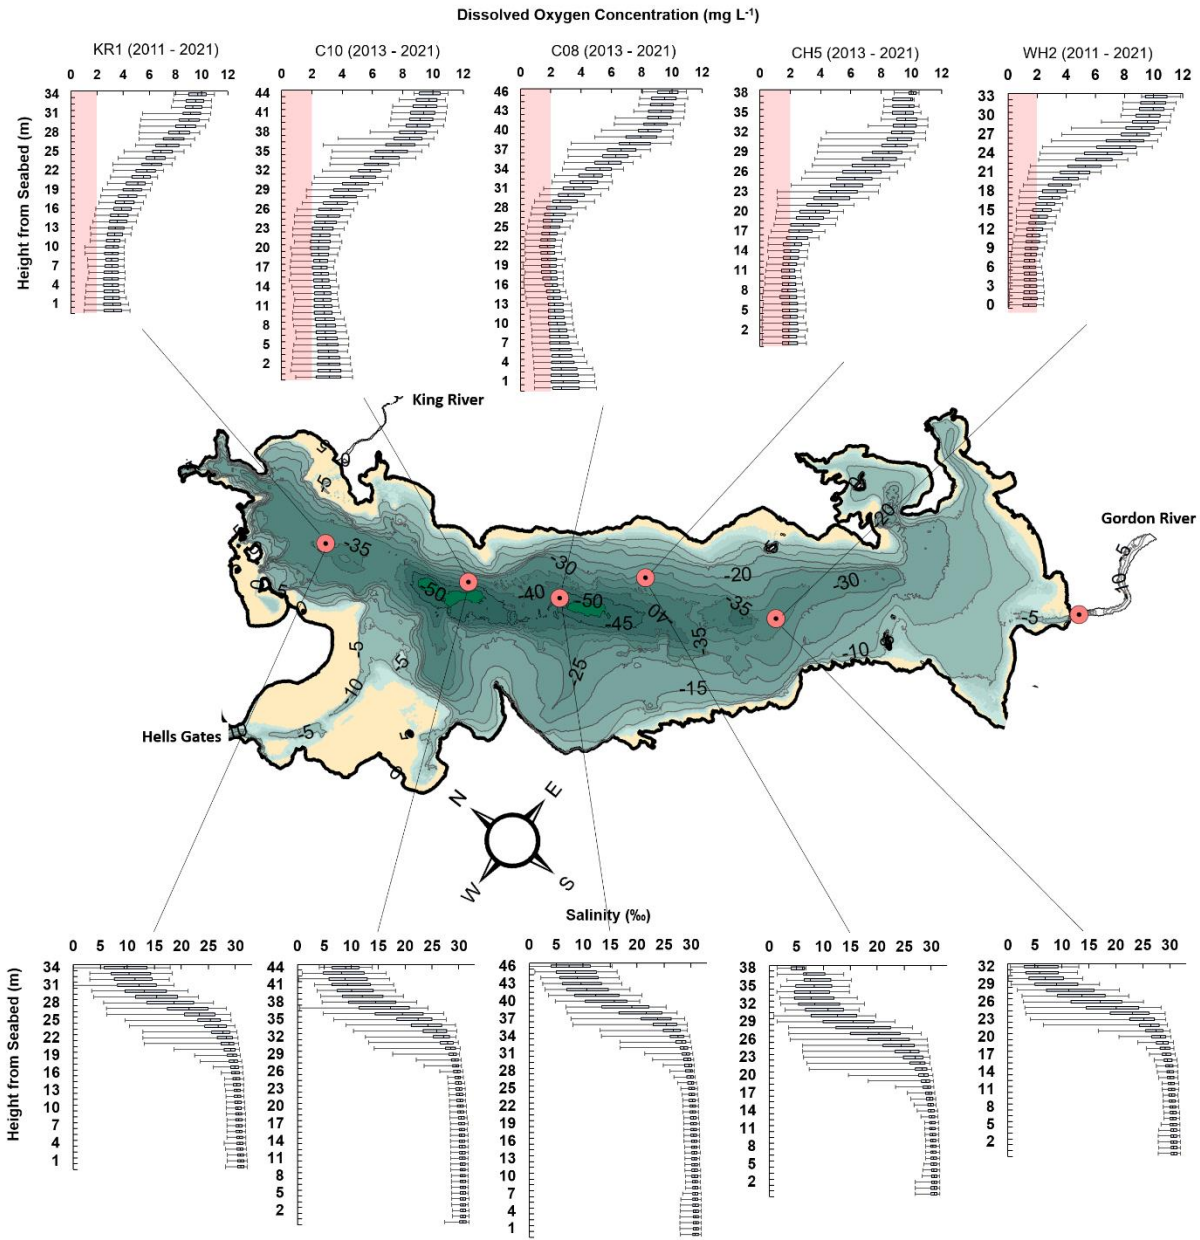 Dissolved Oxygen Concentration (mg L-1)
KR1 (2011 - 2021) C10 (2013 - 2021) C08 (2013 - 2021) CH5 (2013 - 2021) WH2 (2011 - 2021)
0 2 4 6 8 10 12 0 2 4 6 8 10 12 0 2 4 6 8 10 12 0 2 4 6 8 10 12 0 2 4 6 8 10 12
Height from Seabed (m)
34 31 28 25 22 19 16 13 10 7 4 1
44 41 38 35 32 29 26 23 20 17 14 11 8 5 2
46 43 40 37 34 31 28 25 22 19 16 13 10 7 4 1
38 35 32 29 26 23 20 17 14 11 8 5 2
33 30 27 24 21 18 15 12 9 6 3 0
King River
Gordon River
Hells Gates
-35
-50
-40
-30
-50
-45
-40
-20
-35
-30
-35
-25
-15
-10
-20
-5
-10
-5
-5
-10
-5
-5
-5
5
0
0
N E
W S
Salinity (‰)
0 5 10 15 20 25 30 0 5 10 15 20 25 30 0 5 10 15 20 25 30 0 5 10 15 20 25 30 0 5 10 15 20 25 30
Height from Seabed (m)
34 31 28 25 22 19 16 13 10 7 4 1
44 41 38 35 32 29 26 23 20 17 14 11 8 5 2
46 43 40 37 34 31 28 25 22 19 16 13 10 7 4 1
38 35 32 29 26 23 20 17 14 11 8 5 2
32 29 26 23 20 17 14 11 8 5 2